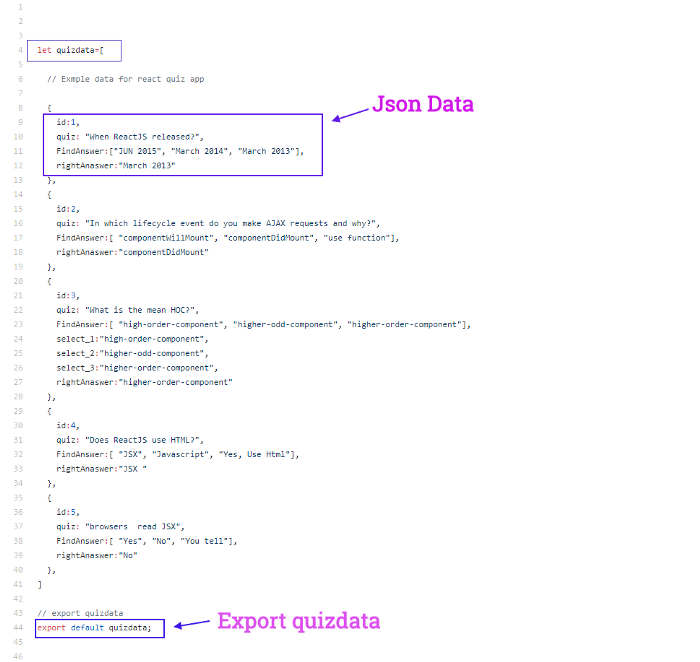 1
2
3
4 let quizdata=[
5
6 // Exmple data for react quiz app
7
8 {
Json Data
9 id:1,
10 quiz: "When ReactJS released?",
11 FindAnswer:["JUN 2015", "March 2014", "March 2013"],
12 rightAnaswer:"March 2013"
13 },
14 {
15 id:2,
16 quiz: "In which lifecycle event do you make AJAX requests and why?",
17 FindAnswer:[ "componentWillMount", "componentDidMount", "use function"],
18 rightAnaswer:"componentDidMount"
19 },
20 {
21 id:3,
22 quiz: "What is the mean HOC?",
23 FindAnswer:[ "high-order-component", "higher-odd-component", "higher-order-component"],
24 select_1:"high-order-component",
25 select_2:"higher-odd-component",
26 select_3:"higher-order-component",
27 rightAnaswer:"higher-order-component"
28 },
29 {
30 id:4,
31 quiz: "Does ReactJS use HTML?",
32 FindAnswer:[ "JSX", "Javascript", "Yes, Use Html"],
33 rightAnaswer:"JSX "
34 },
35 {
36 id:5,
37 quiz: "browsers  read JSX",
38 FindAnswer:[ "Yes", "No", "You tell"],
39 rightAnaswer:"No"
40 },
41 ]
42
43 // export quizdata
44 export default quizdata;
Export quizdata
45
46